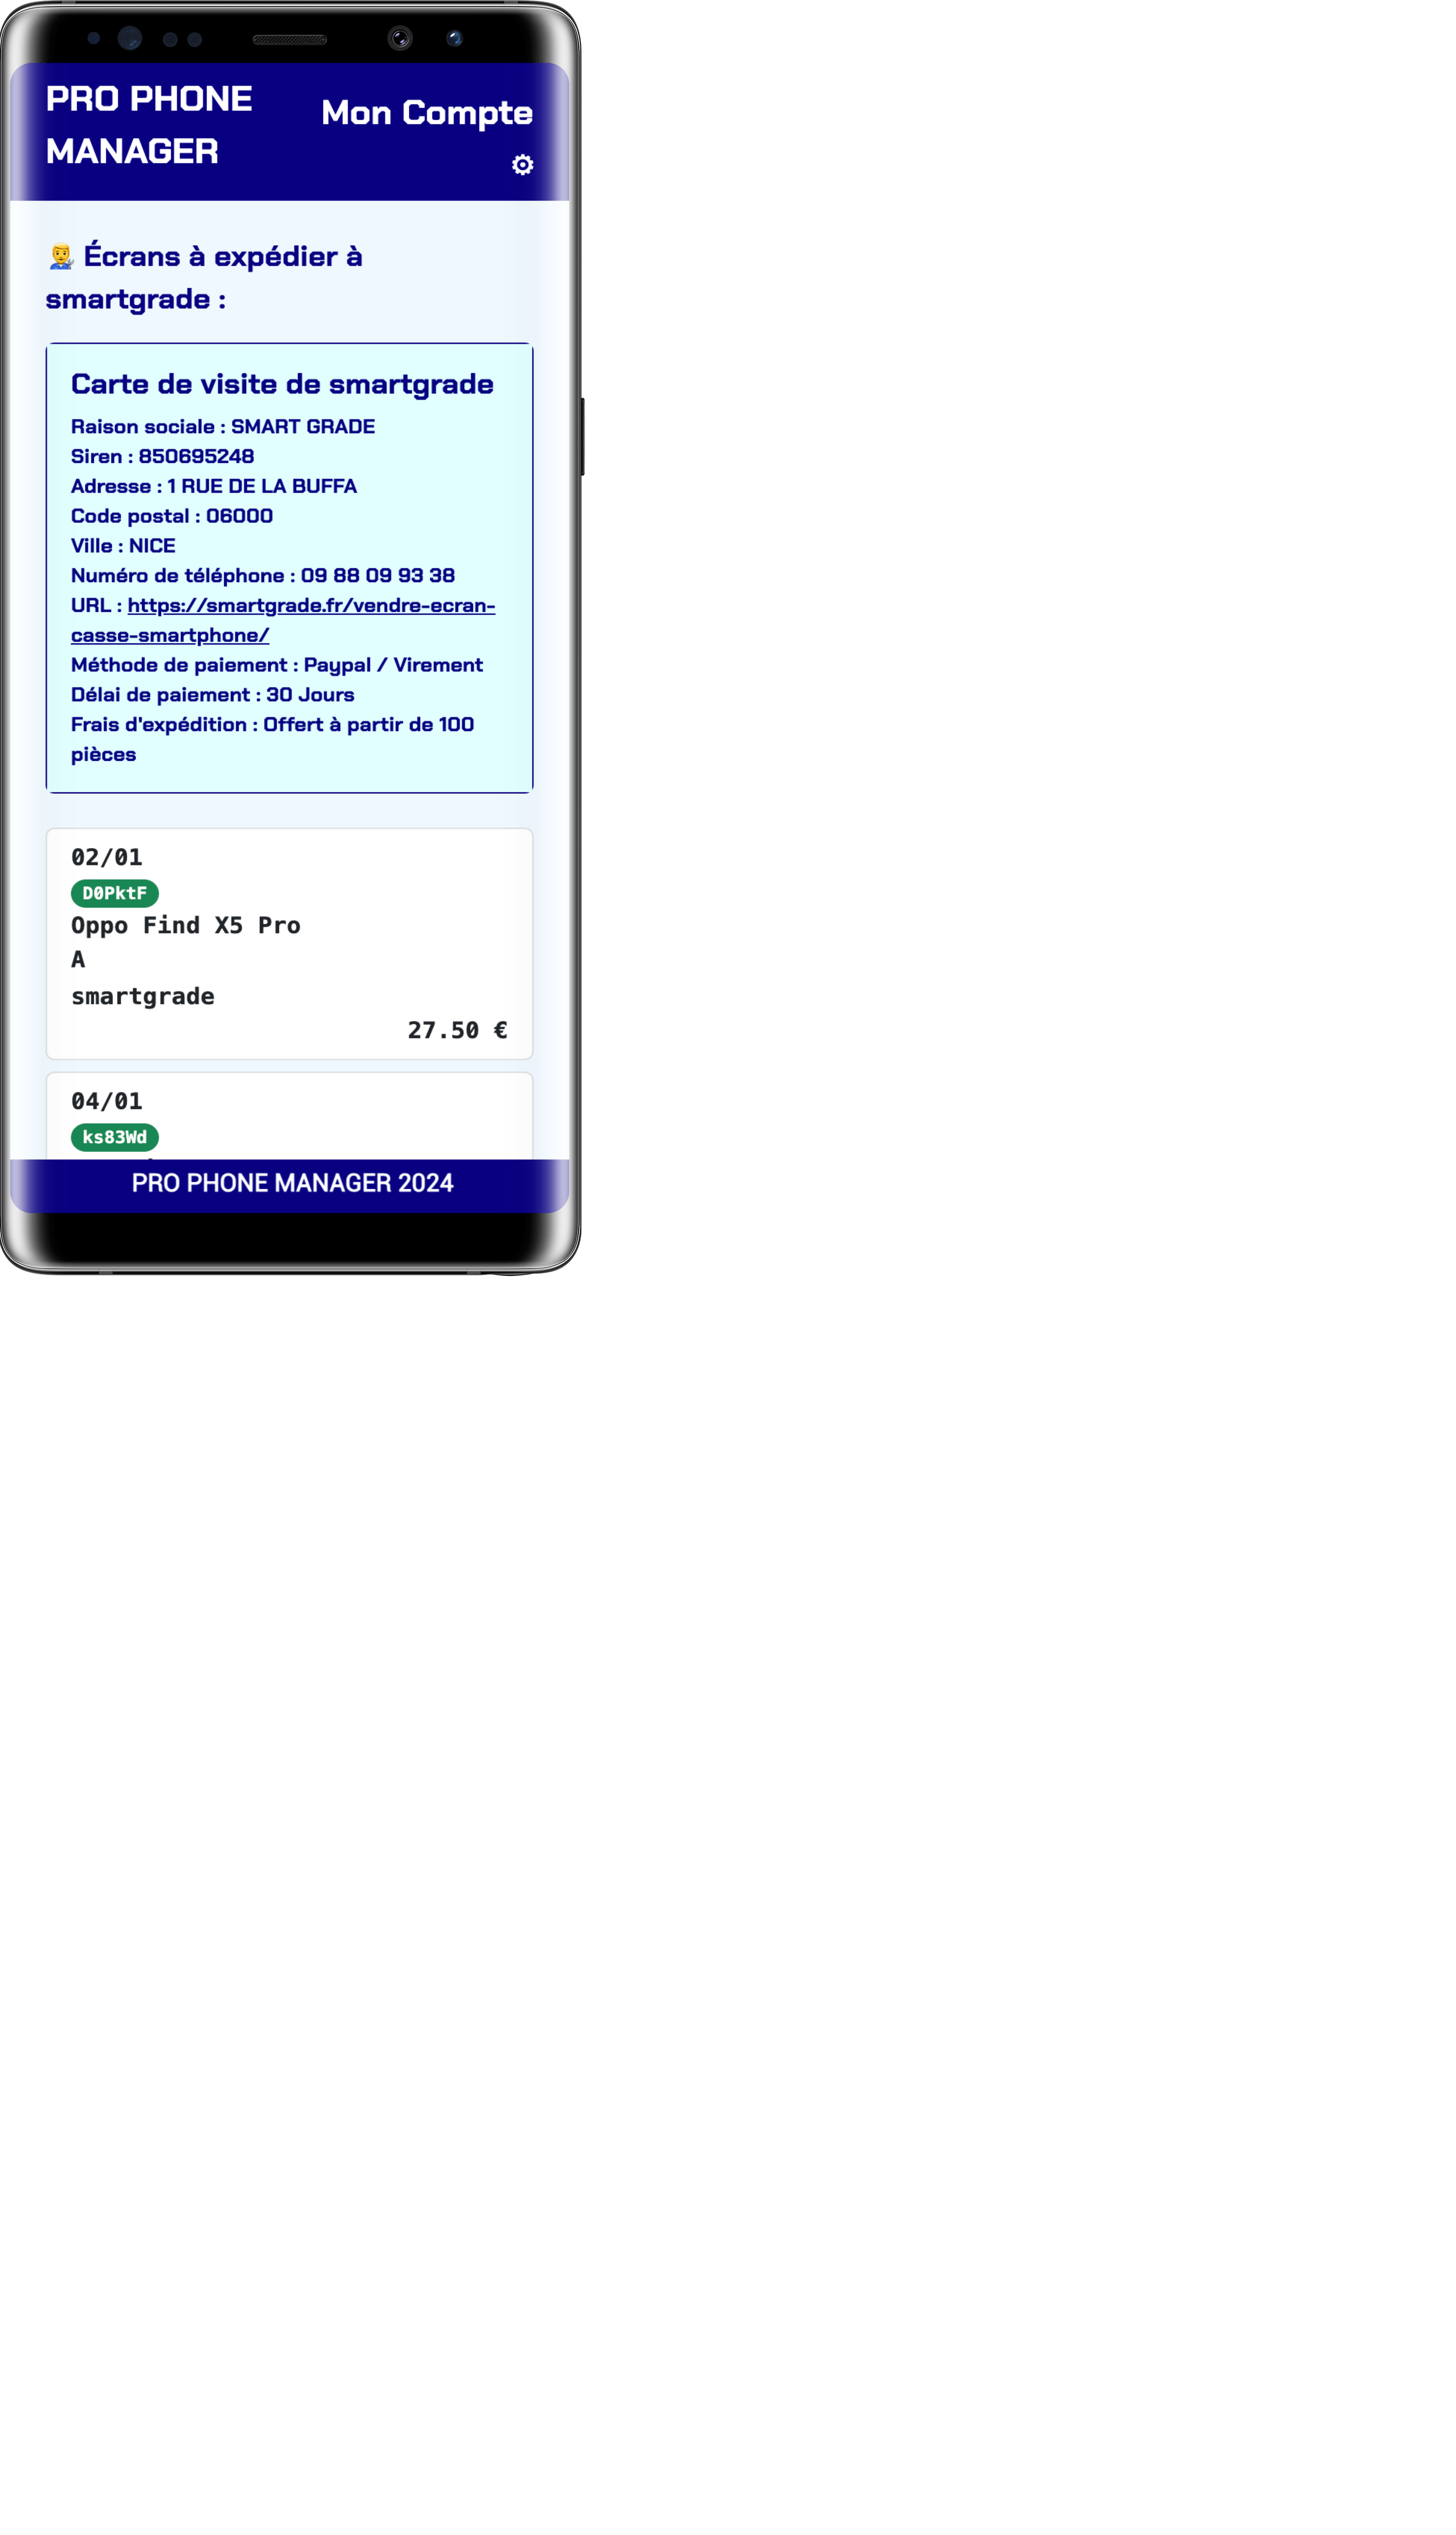 PRO PHONE
MANAGER
Mon Compte
Écrans à expédier à
smartgrade :
Carte de visite de smartgrade
Raison sociale : SMART GRADE
Siren : 850695248
Adresse : 1 RUE DE LA BUFFA
Code postal : 06000
Ville : NICE
Numéro de téléphone : 09 88 09 93 38
URL : https://smartgrade.fr/vendre-ecran-
casse-smartphone/
Méthode de paiement : Paypal / Virement
Délai de paiement : 30 Jours
Frais d'expédition : Offert à partir de 100
pièces
02/01
D0PktF
Oppo Find X5 Pro
A
smartgrade
27.50 €
04/01
ks83Wd
PRO PHONE MANAGER 2024